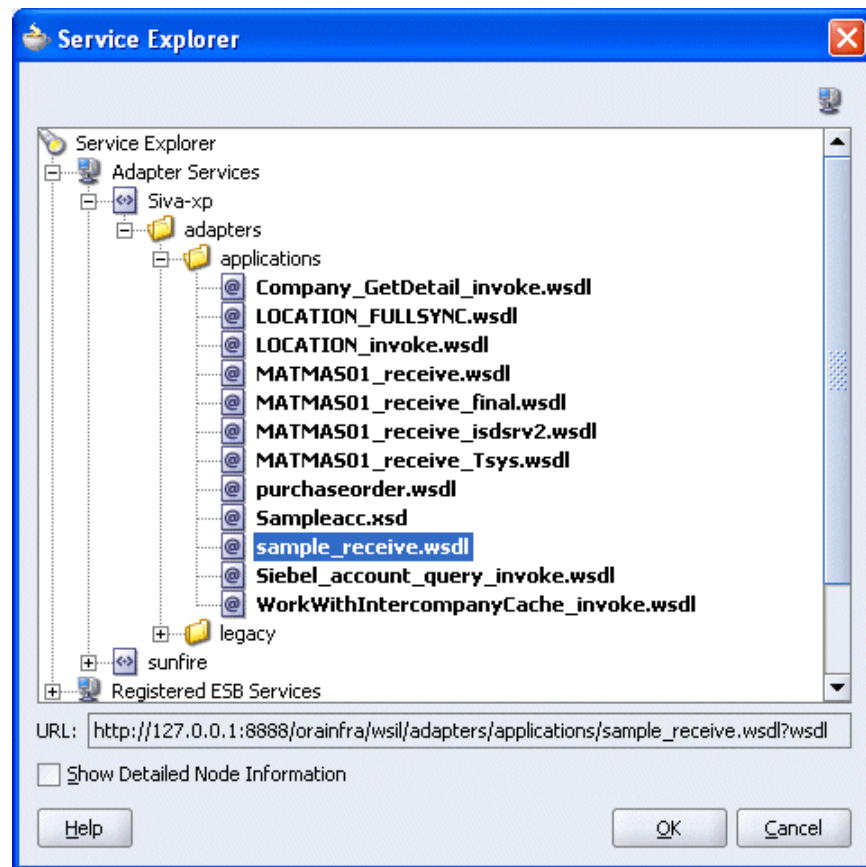 Service Explorer
Service Explorer
Adapter Services
Siva-xp
adapters
applications
Company_GetDetail_invoke.wsdl
LOCATION_FULLSYNC.wsdl
LOCATION_invoke.wsdl
MATMAS01_receive.wsdl
MATMAS01_receive_final.wsdl
MATMAS01_receive_isdsrv2.wsdl
MATMAS01_receive_Tsys.wsdl
purchaseorder.wsdl
Sampleacc.xsd
sample_receive.wsdl
Siebel_account_query_invoke.wsdl
WorkWithIntercompanyCache_invoke.wsdl
legacy
sunfire
Registered ESB Services
URL: http://127.0.0.1:8888/orainfra/wsil/adapters/applications/sample_receive.wsdl?wsdl
Show Detailed Node Information
Help OK Cancel